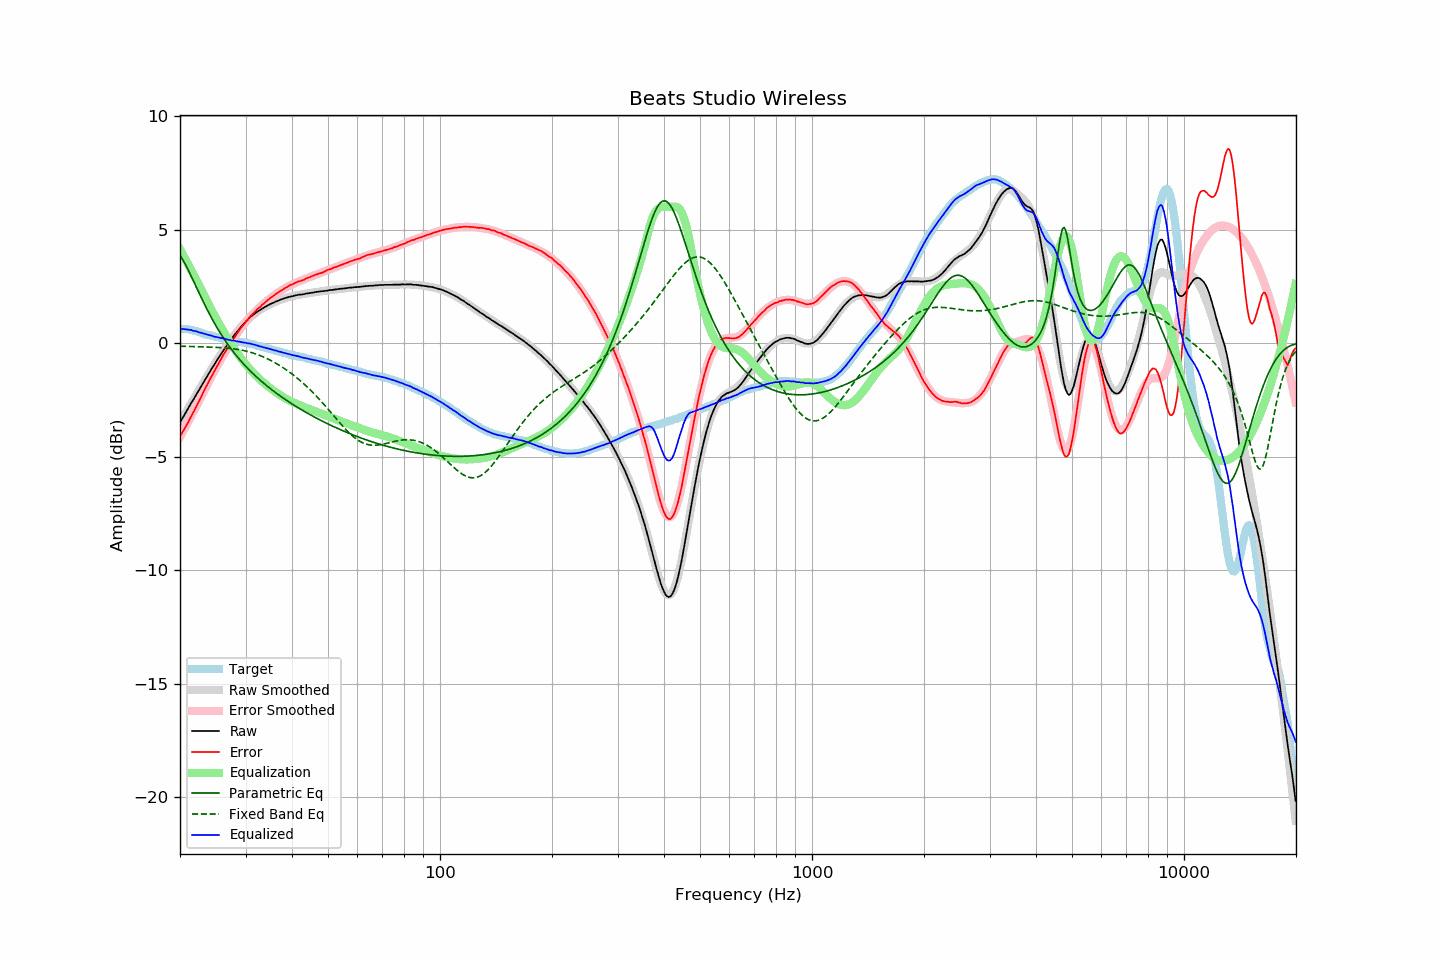 Beats Studio Wireless
10
5
0
−5
−10
−15
−20
Amplitude (dBr)
Target
Raw Smoothed
Error Smoothed
Raw
Error
Equalization
Parametric Eq
Fixed Band Eq
Equalized
100
1000
10000
Frequency (Hz)